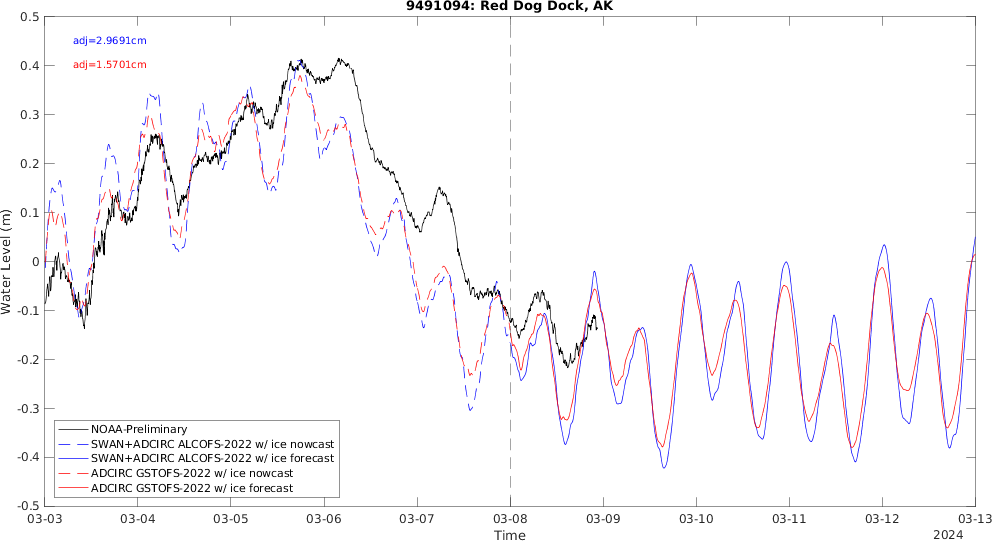 9491094: Red Dog Dock, AK
adj=2.9691cm
adj=1.5701cm
Water Level (m)
0.5
0.4
0.3
0.2
0.1
0
-0.1
-0.2
-0.3
-0.4
-0.5
NOAA-Preliminary
SWAN+ADCIRC ALCOFS-2022 w/ ice nowcast
SWAN+ADCIRC ALCOFS-2022 w/ ice forecast
ADCIRC GSTOFS-2022 w/ ice nowcast
ADCIRC GSTOFS-2022 w/ ice forecast
03-03 03-04 03-05 03-06 03-07 03-08 03-09 03-10 03-11 03-12 03-13
Time
2024